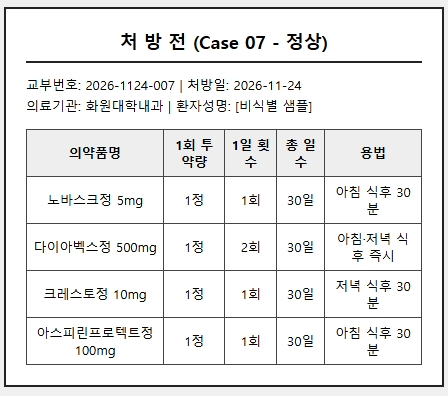 처 방 전 (Case 07 - 정상)
교부번호: 2026-1124-007 | 처방일: 2026-11-24
의료기관: 화원대학내과 | 환자성명: [비식별 샘플]
의약품명 1회 투약량 1일 횟수 총 일수 용법
노바스크정 5mg 1정 1회 30일 아침 식후 30분
다이아벡스정 500mg 1정 2회 30일 아침·저녁 식후 즉시
크레스토정 10mg 1정 1회 30일 저녁 식후 30분
아스피린프로텍트정 100mg 1정 1회 30일 아침 식후 30분